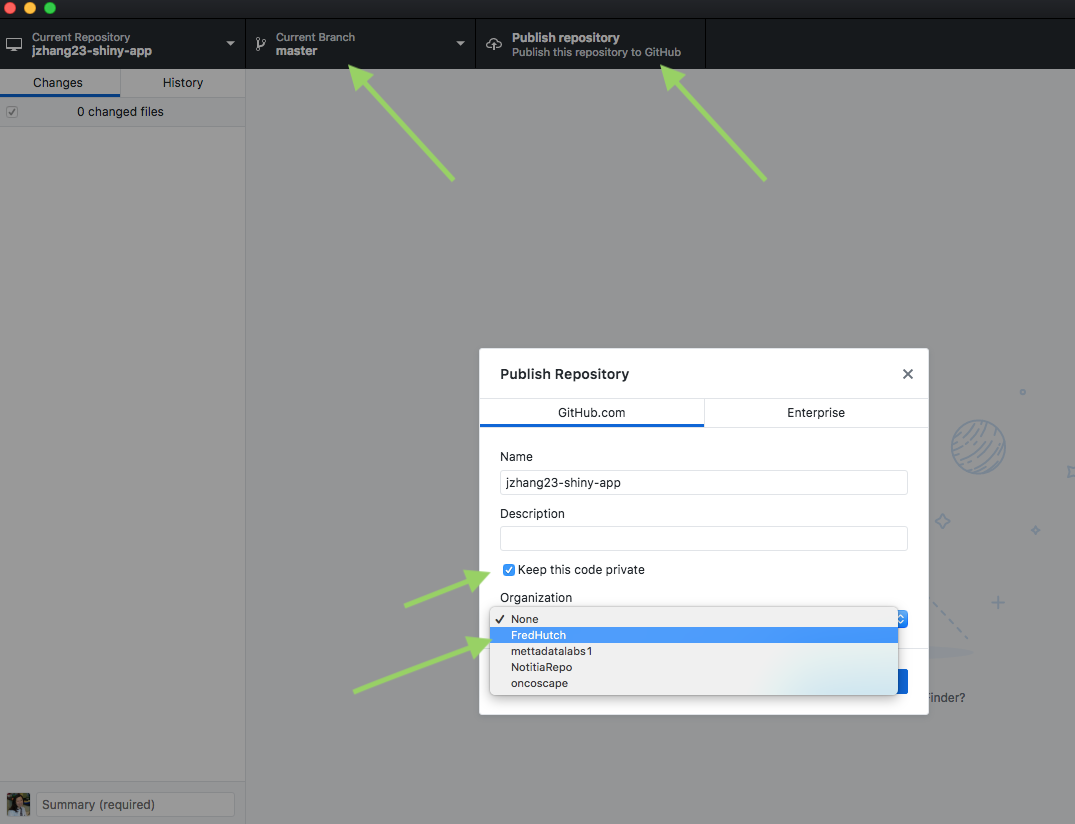 Current Repository
jzhang23-shiny-app
Current Branch
master
Publish repository
Publish this repository to GitHub
Changes
History
0 changed files
Publish Repository
GitHub.com
Enterprise
Name
jzhang23-shiny-app
Description
Keep this code private
Organization
None
FredHutch
mettadatalabs1
NotitiaRepo
oncoscape
Finder?
Summary (required)